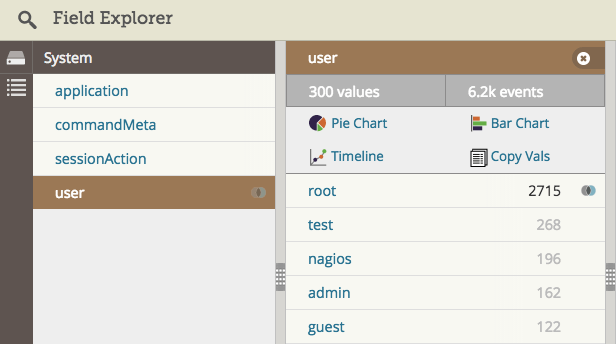 Field Explorer
System
application
commandMeta
sessionAction
user
user
300 values 6.2k events
Pie Chart Bar Chart
Timeline Copy Vals
root 2715
test 268
nagios 196
admin 162
guest 122